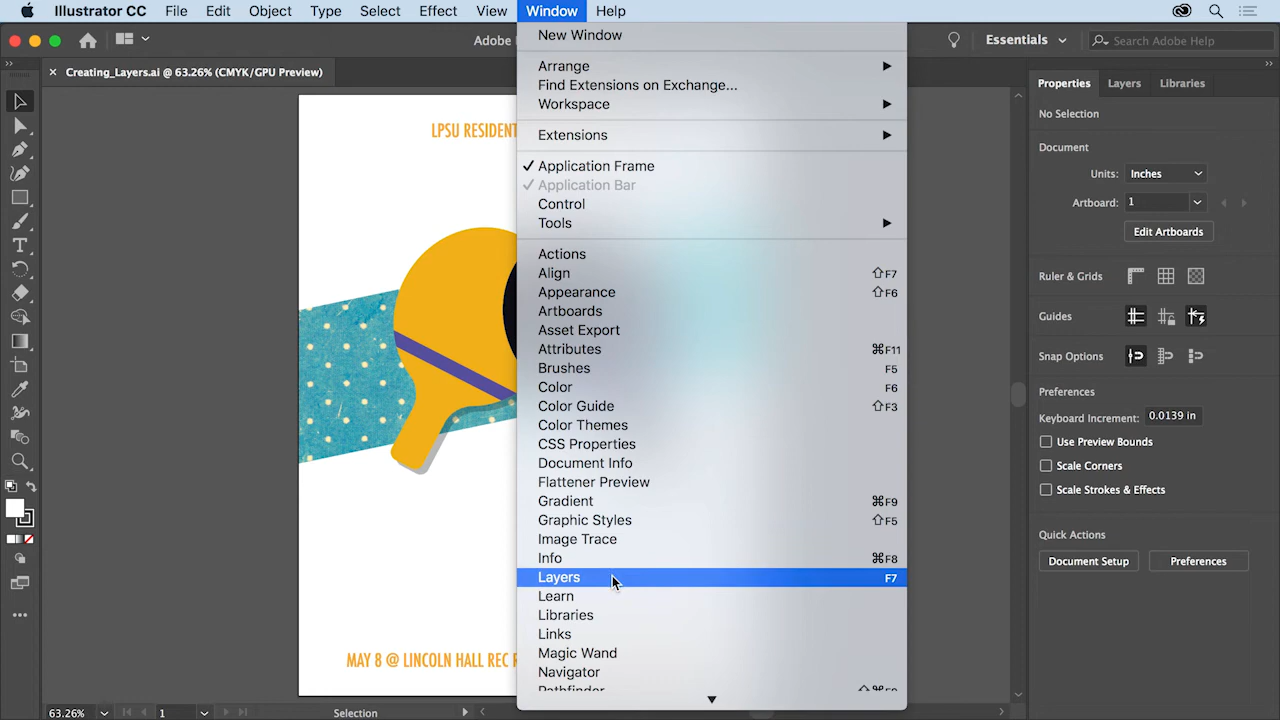 Illustrator CC File Edit Object Type Select Effect View Window Help
Adobe I
Essentials
Search Adobe Help
Creating_Layers.ai @ 63.26% (CMYK/GPU Preview)
LPSU RESIDENT
MAY 8 @ LINCOLN HALL REC R
New Window
Arrange
Find Extensions on Exchange...
Workspace
Extensions
Application Frame
Application Bar
Control
Tools
Actions
Align ⇧F7
Appearance ⇧F6
Artboards
Asset Export
Attributes ⌘F11
Brushes F5
Color F6
Color Guide ⇧F3
Color Themes
CSS Properties
Document Info
Flattener Preview
Gradient ⌘F9
Graphic Styles ⇧F5
Image Trace
Info ⌘F8
Layers F7
Learn
Libraries
Links
Magic Wand
Navigator
Pathfinder ⇧⌘F9
Properties Layers Libraries
No Selection
Document
Units: Inches
Artboard: 1
Edit Artboards
Ruler & Grids
Guides
Snap Options
Preferences
Keyboard Increment: 0.0139 in
Use Preview Bounds
Scale Corners
Scale Strokes & Effects
Quick Actions
Document Setup Preferences
63.26% 1 Selection